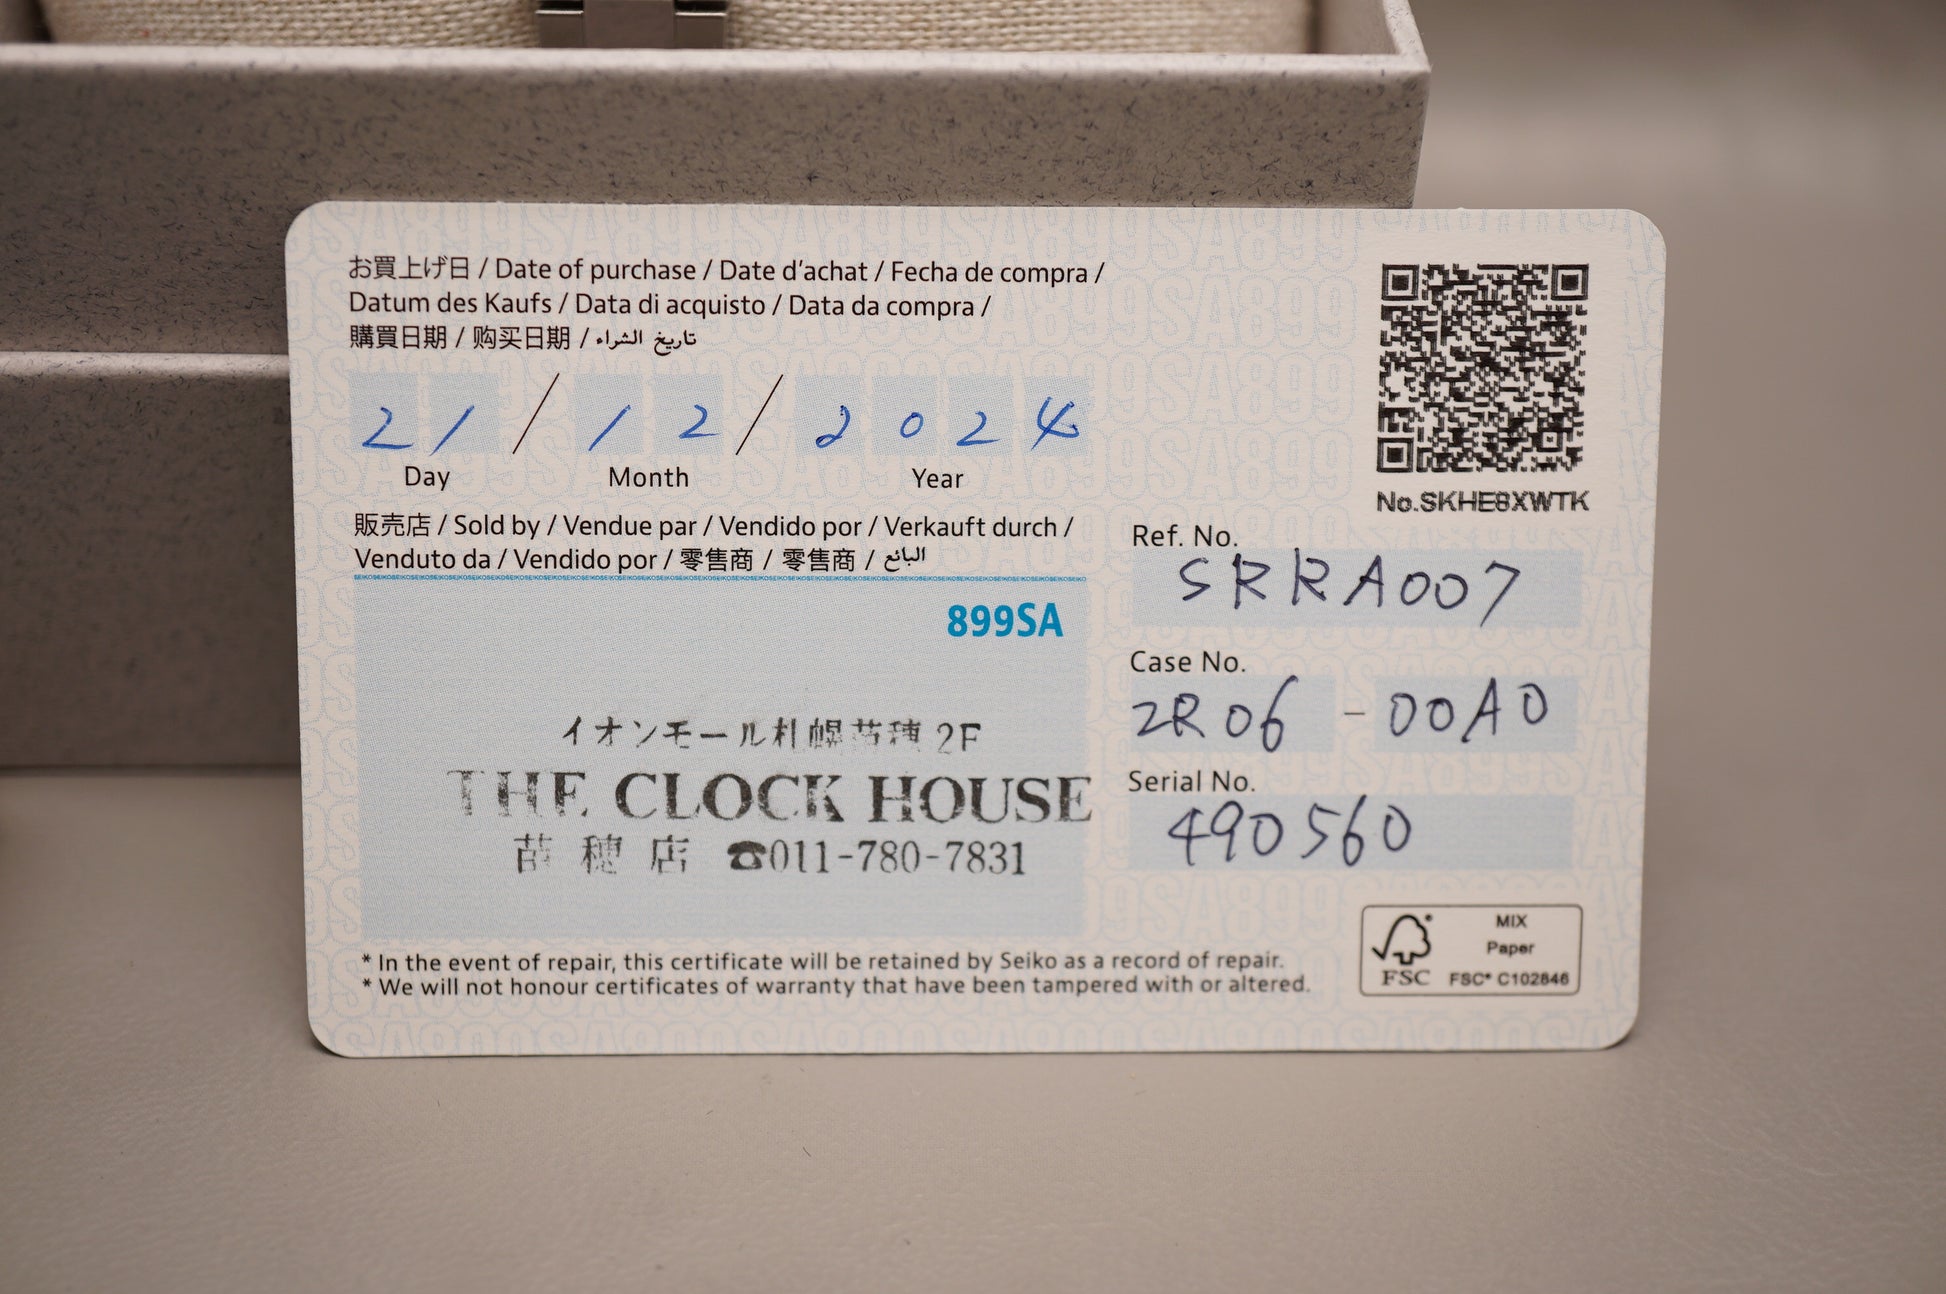 お買上げ日 / Date of purchase / Date d'achat / Fecha de compra /
Datum des Kaufs / Data di acquisto / Data da compra /
購買日期 / 购买日期 / تاريخ الشراء
21 / 12 / 2024
Day Month Year
販売店 / Sold by / Vendue par / Vendido por / Verkauft durch /
Venduto da / Vendido por / 零售商 / 零售商 / البائع
899SA
イオンモール札幌苗穂 2F
THE CLOCK HOUSE
苗穂店 ☎011-780-7831
No.SKHE8XWTK
Ref. No.
SRRA007
Case No.
2R06 - 00A0
Serial No.
490560
* In the event of repair, this certificate will be retained by Seiko as a record of repair.
* We will not honour certificates of warranty that have been tampered with or altered.
FSC
MIX
Paper
FSC® C102846